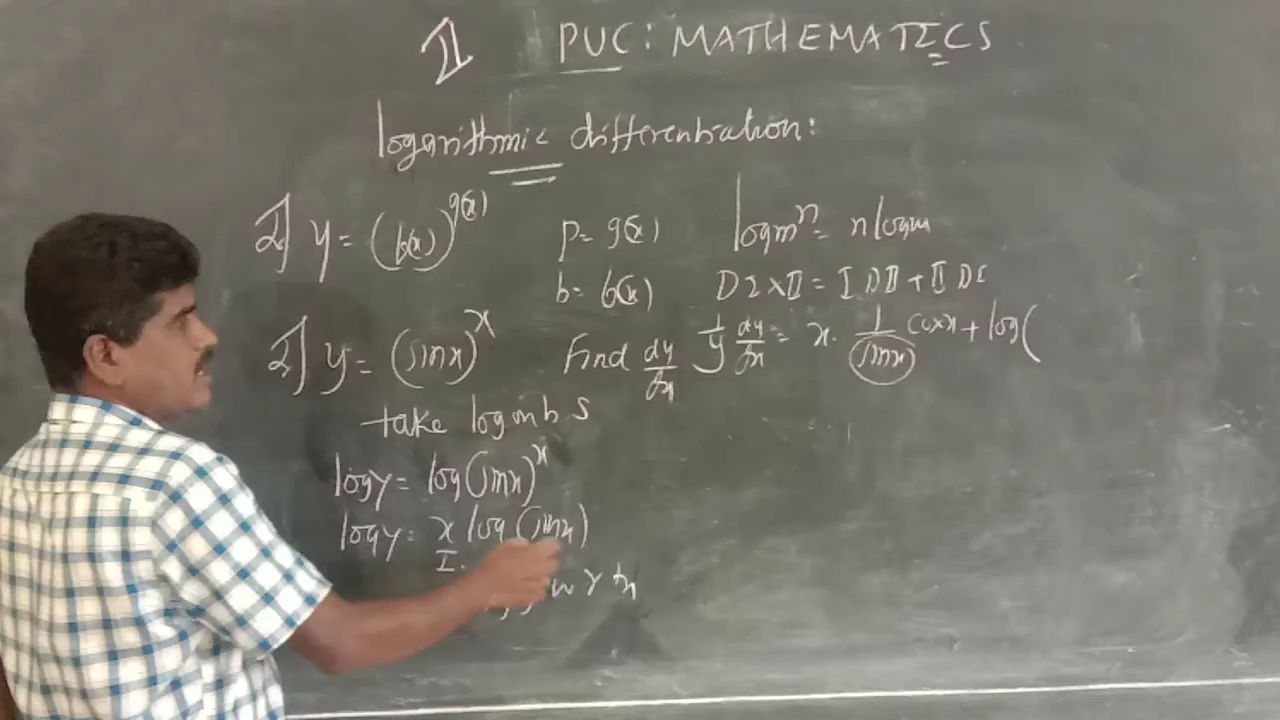 II PUC: MATHEMATICS
logarithmic differentiation:
2] y = (f(x))^g(x) p = g(x) log m^n = n log m
b = f(x) D I x II = I D II + II D I
2] y = (sinx)^x Find dy/dx 1/y dy/dx = x. 1/sinx cosx + log(
take log on b s
logy = log(sinx)^x
logy = x log(sinx)
I.
w r t x